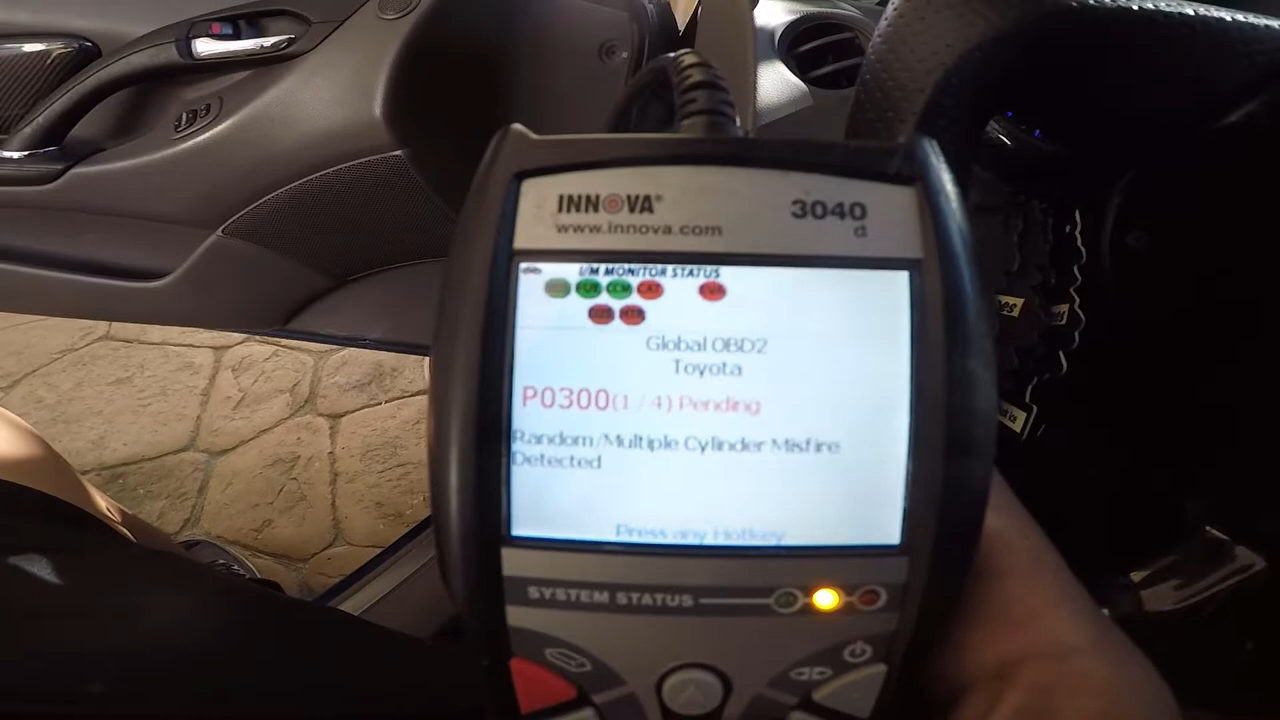 INNOVA®
3040
d
www.innova.com
I/M MONITOR STATUS
FUE CCM CAT EVA
O2S HTR
Global OBD2
Toyota
P0300(1 / 4) Pending
Random/Multiple Cylinder Misfire
Detected
Press any Hotkey
SYSTEM STATUS